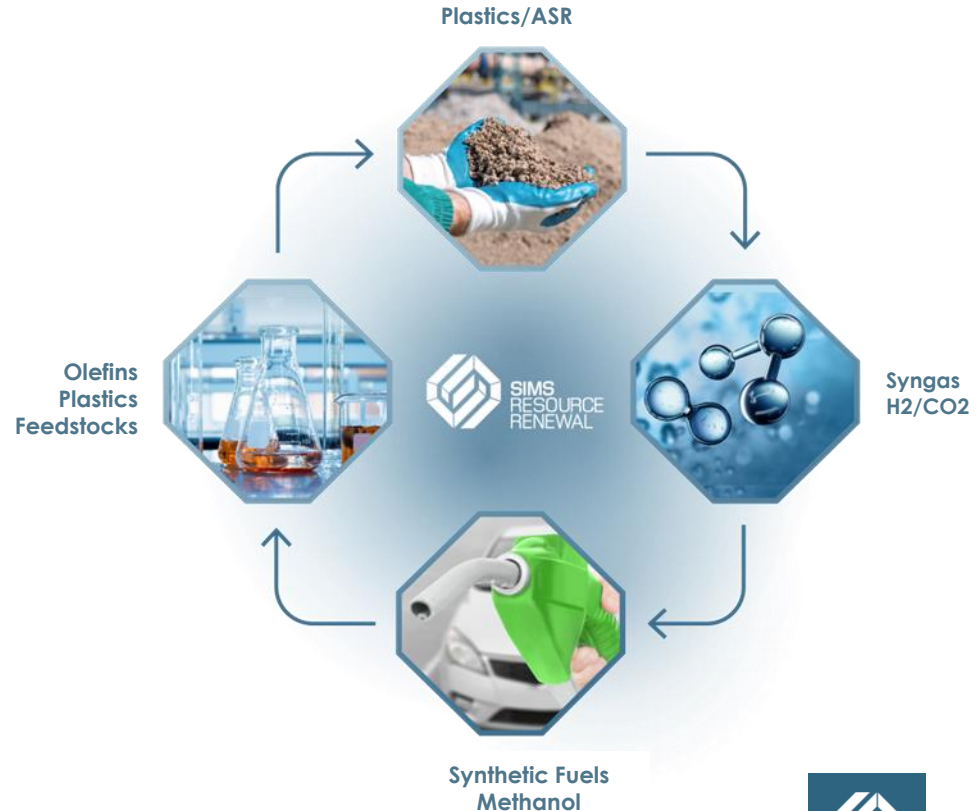 Plastics/ASR
Olefins
Plastics
Feedstocks
SIMS
RESOURCE
RENEWAL
Syngas
H2/CO2
Synthetic Fuels
Methanol